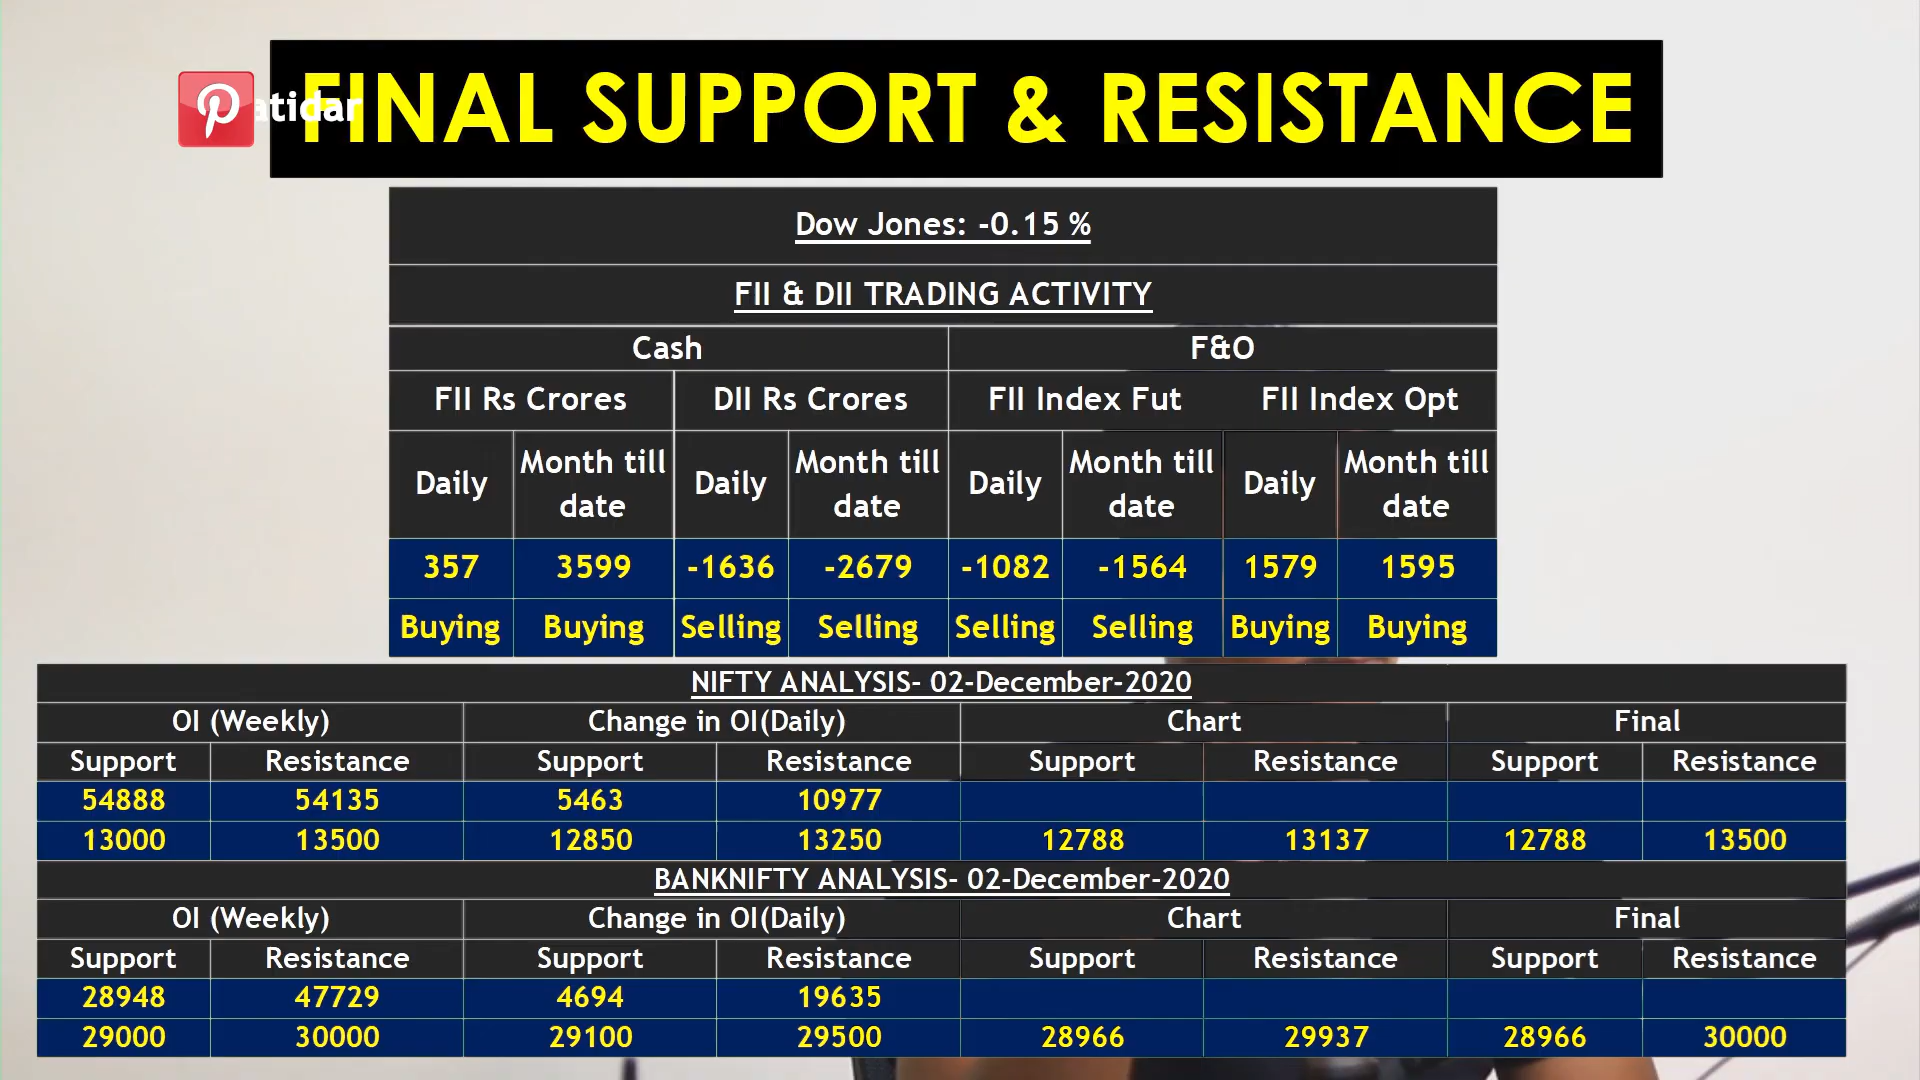 atidar
FINAL SUPPORT & RESISTANCE
Dow Jones: -0.15 %
FII & DII TRADING ACTIVITY
Cash F&O
FII Rs Crores DII Rs Crores FII Index Fut FII Index Opt
Daily Month till date Daily Month till date Daily Month till date Daily Month till date
357 3599 -1636 -2679 -1082 -1564 1579 1595
Buying Buying Selling Selling Selling Selling Buying Buying
NIFTY ANALYSIS- 02-December-2020
OI (Weekly) Change in OI(Daily) Chart Final
Support Resistance Support Resistance Support Resistance Support Resistance
54888 54135 5463 10977
13000 13500 12850 13250 12788 13137 12788 13500
BANKNIFTY ANALYSIS- 02-December-2020
OI (Weekly) Change in OI(Daily) Chart Final
Support Resistance Support Resistance Support Resistance Support Resistance
28948 47729 4694 19635
29000 30000 29100 29500 28966 29937 28966 30000